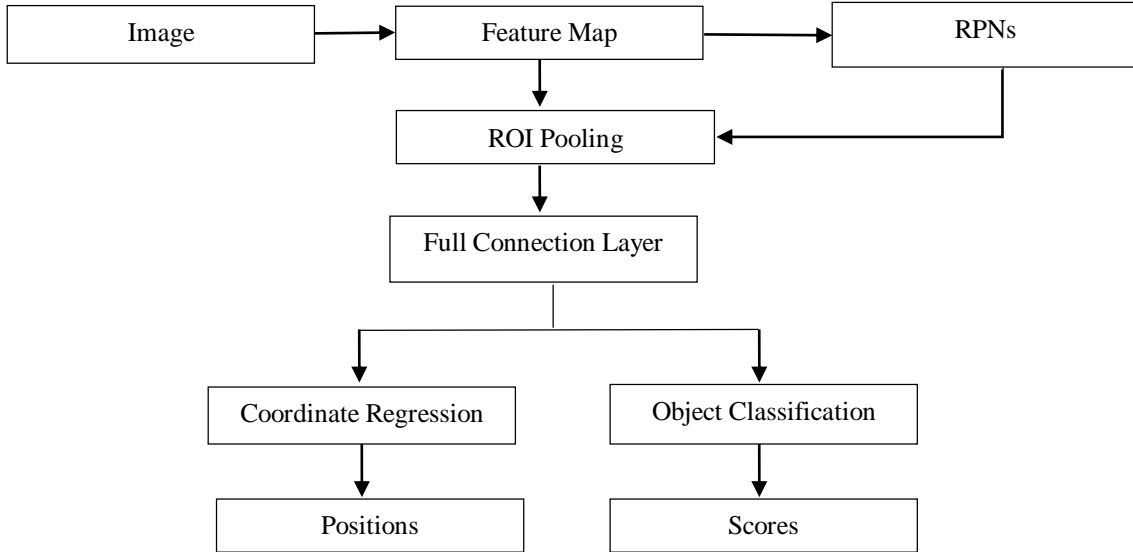 Image
Feature Map
RPNs
ROI Pooling
Full Connection Layer
Coordinate Regression
Object Classification
Positions
Scores